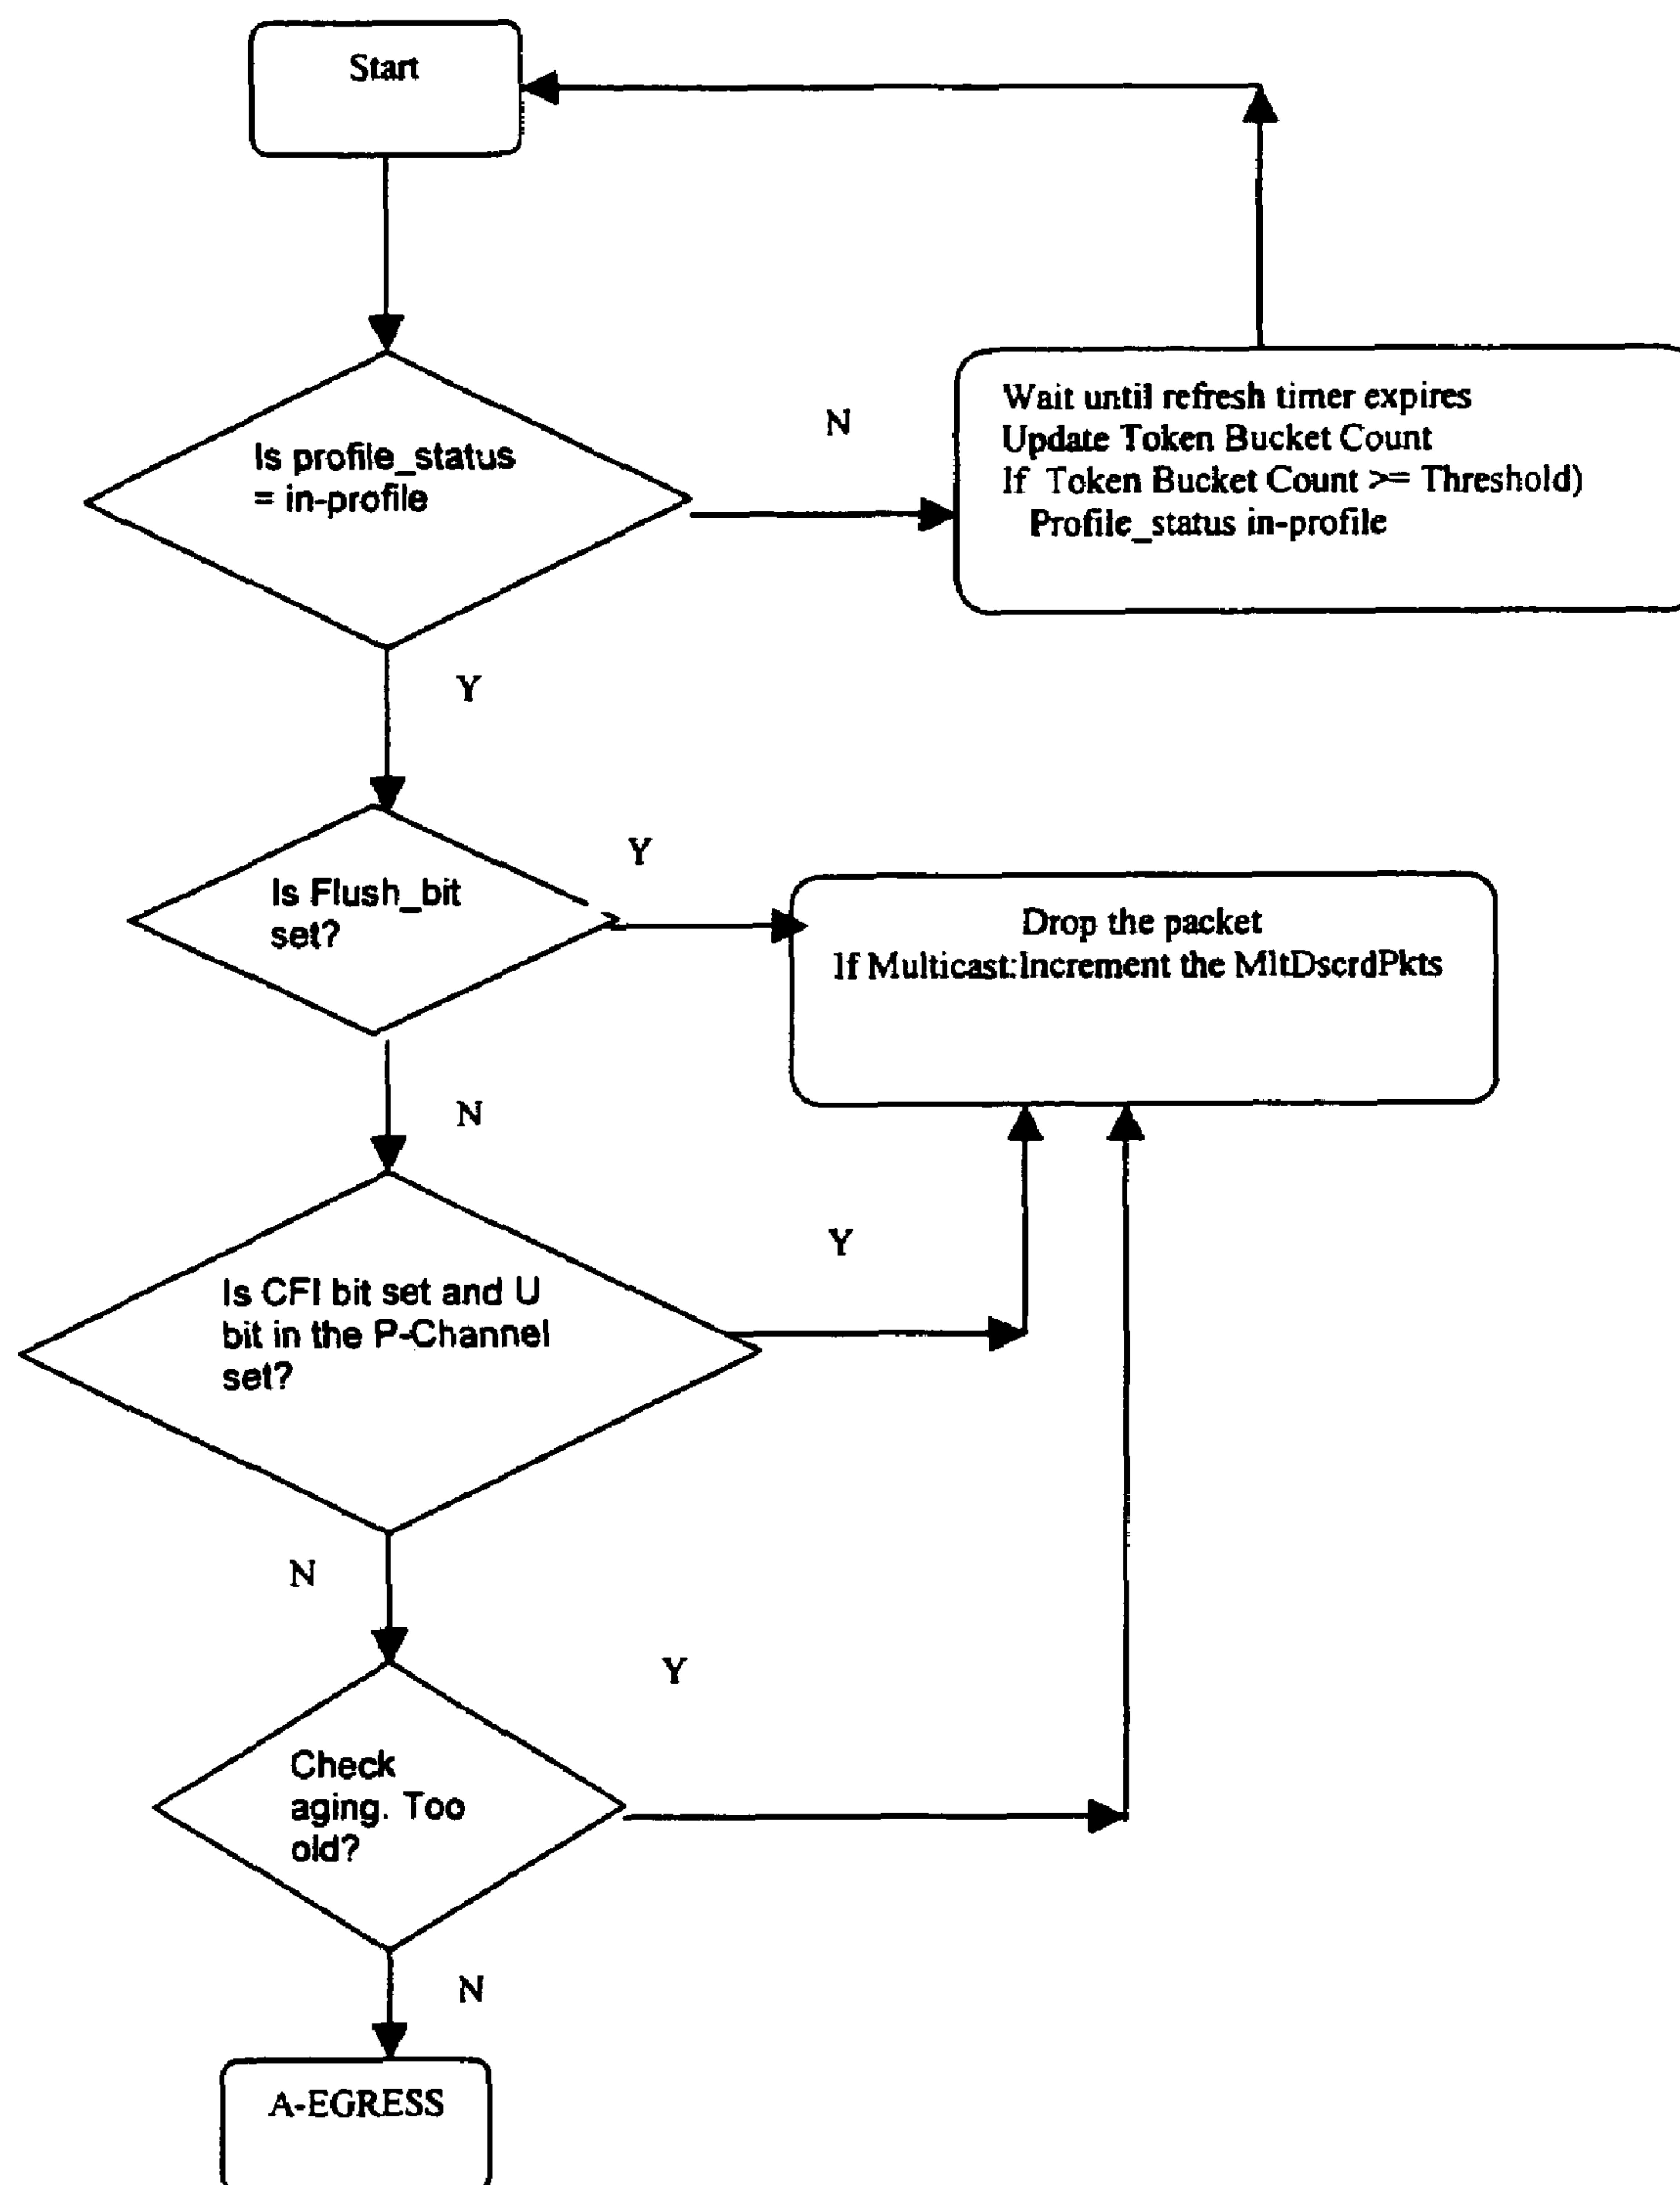 Start
Is profile_status
= in-profile
N
Wait until refresh timer expires
Update Token Bucket Count
If Token Bucket Count >= Threshold)
Profile_status in-profile
Y
Is Flush_bit
set?
Y
Drop the packet
If Multicast:Increment the MltDscrdPkts
N
Is CFI bit set and U
bit in the P-Channel
set?
Y
N
Check
aging. Too
old?
Y
N
A-EGRESS